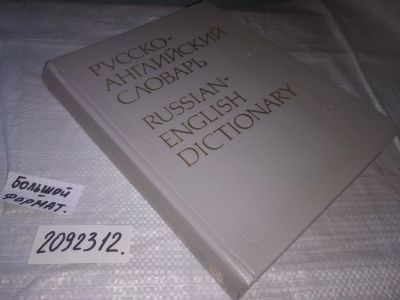 РУССКО-
АНГЛИЙСКИЙ
СЛОВАРЬ
RUSSIAN-
ENGLISH
DICTIONARY
БОЛЬШОЙ
ФОРМАТ.
2092312.